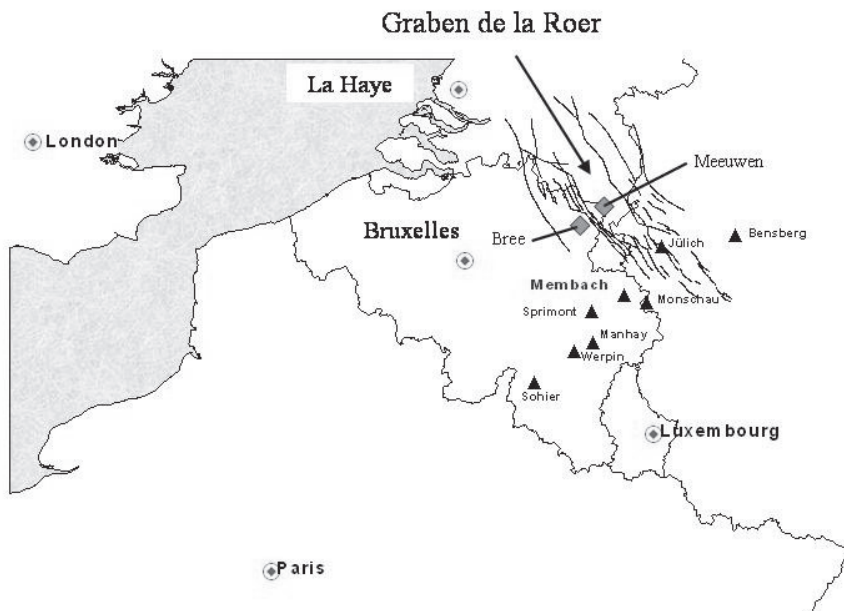 Graben de la Roer
La Haye
London
Meeuwen
Bruxelles
Bree
Bensberg
Jülich
Membach
Monschau
Sprimont
Manhay
Werpin
Sohier
Luxembourg
Paris